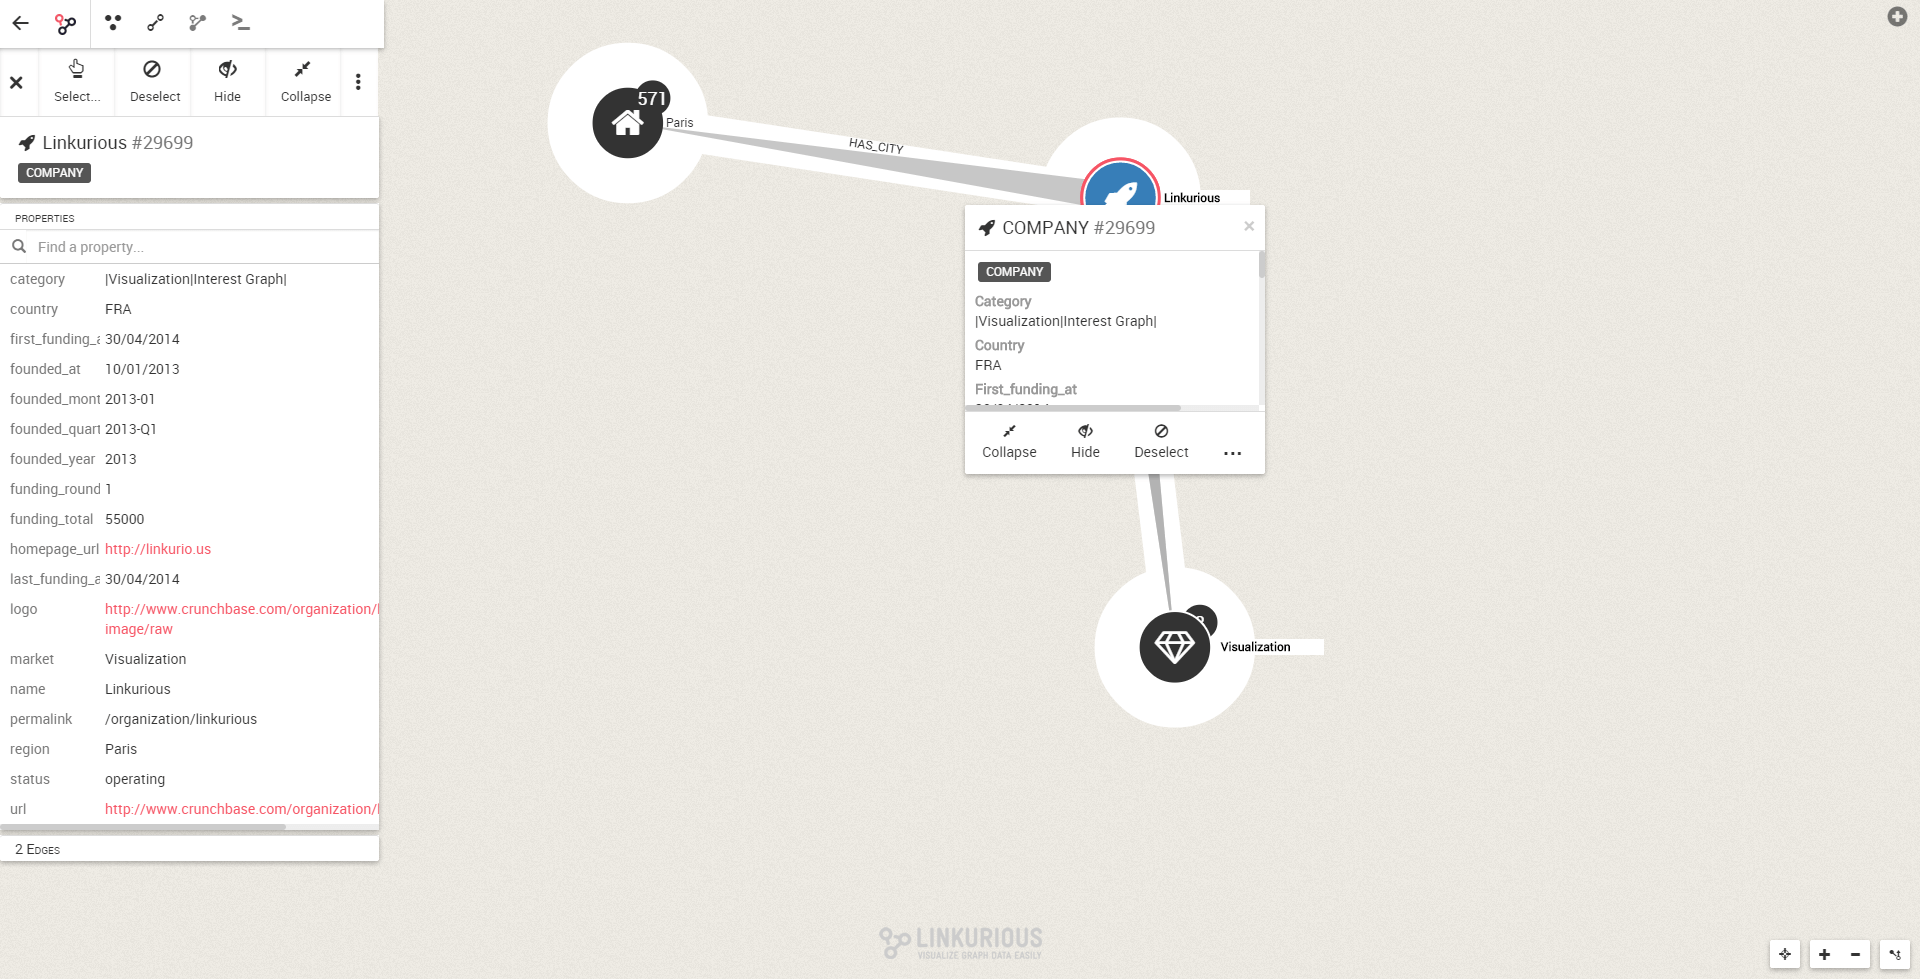 Select...
Deselect
Hide
Collapse
Linkurious #29699
COMPANY
PROPERTIES
Find a property...
category |Visualization|Interest Graph|
country FRA
first_funding_a 30/04/2014
founded_at 10/01/2013
founded_mont 2013-01
founded_quart 2013-Q1
founded_year 2013
funding_round 1
funding_total 55000
homepage_url http://linkurio.us
last_funding_a 30/04/2014
logo http://www.crunchbase.com/organization/
image/raw
market Visualization
name Linkurious
permalink /organization/linkurious
region Paris
status operating
url http://www.crunchbase.com/organization/
2 EDGES
571
Paris
HAS_CITY
Linkurious
COMPANY #29699
COMPANY
Category
|Visualization|Interest Graph|
Country
FRA
First_funding_at
Collapse
Hide
Deselect
...
Visualization
LINKURIOUS
VISUALIZE GRAPH DATA EASILY